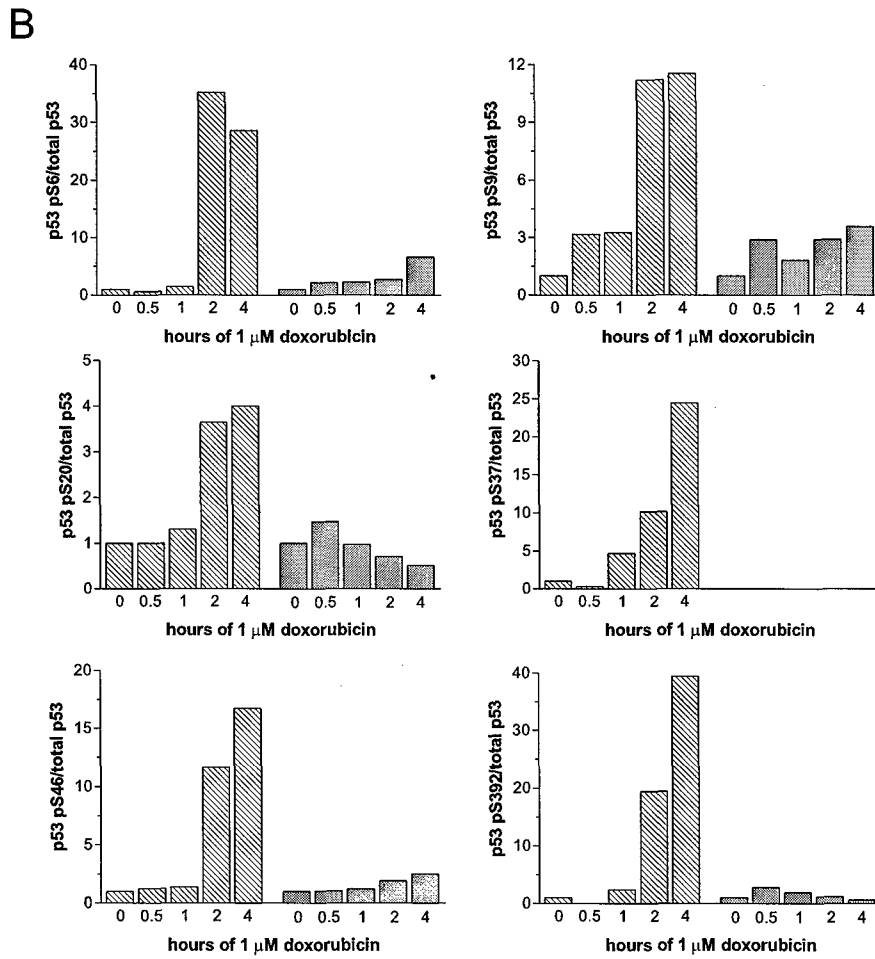 B
p53 pS6/total p53
40
30
20
10
0
0 0.5 1 2 4 0 0.5 1 2 4
hours of 1 μM doxorubicin
p53 pS9/total p53
12
9
6
3
0
0 0.5 1 2 4 0 0.5 1 2 4
hours of 1 μM doxorubicin
p53 pS20/total p53
5
4
3
2
1
0
0 0.5 1 2 4 0 0.5 1 2 4
hours of 1 μM doxorubicin
p53 pS37/total p53
30
25
20
15
10
5
0
0 0.5 1 2 4
hours of 1 μM doxorubicin
p53 pS46/total p53
20
15
10
5
0
0 0.5 1 2 4 0 0.5 1 2 4
hours of 1 μM doxorubicin
p53 pS392/total p53
40
30
20
10
0
0 0.5 1 2 4 0 0.5 1 2 4
hours of 1 μM doxorubicin